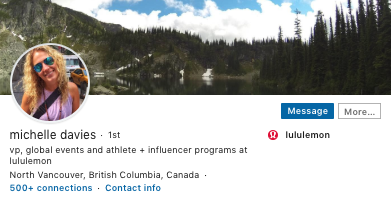 Message
More...
michelle davies · 1st
lululemon
vp, global events and athlete + influencer programs at
lululemon
North Vancouver, British Columbia, Canada ·
500+ connections · Contact info